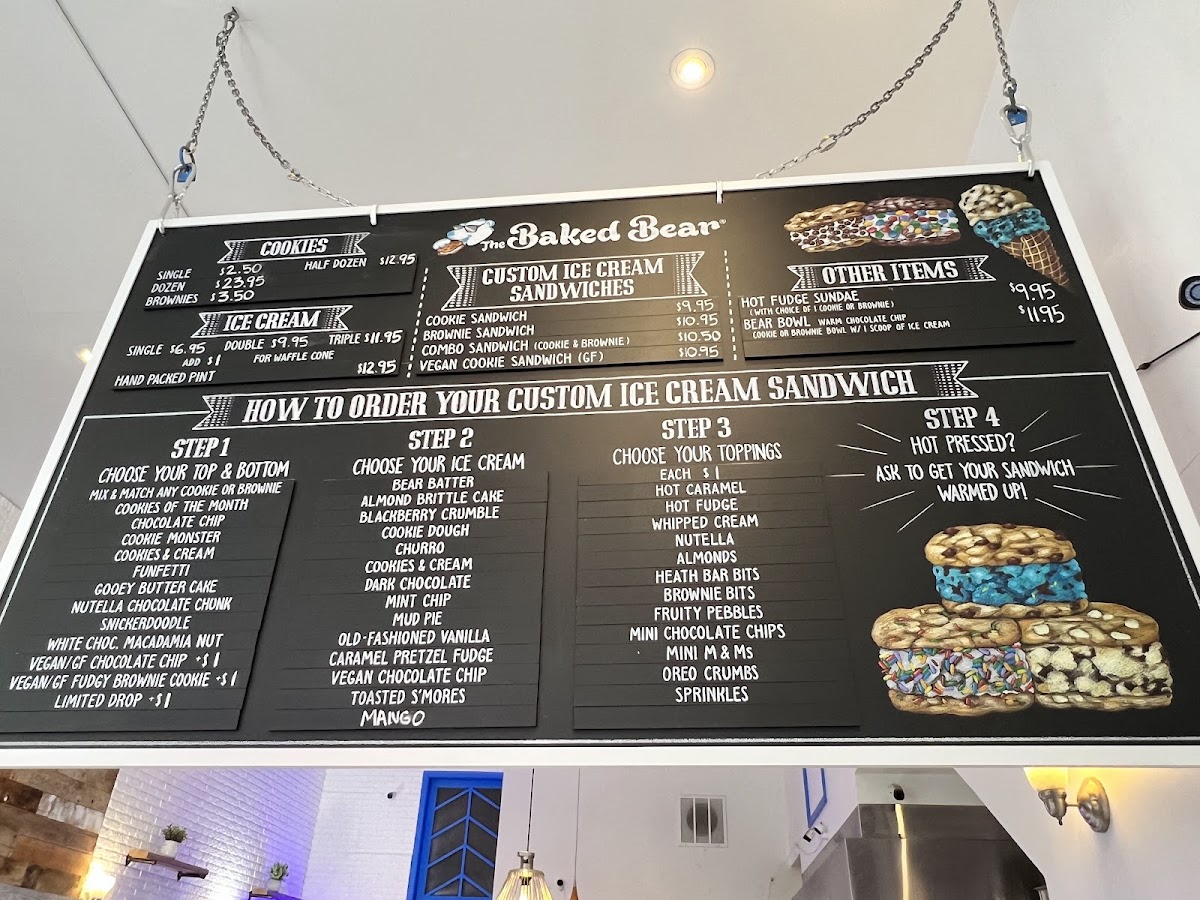 COOKIES
SINGLE $2.50 HALF DOZEN $12.95
DOZEN $23.95
BROWNIES $3.50
ICE CREAM
SINGLE $6.95 DOUBLE $9.95 TRIPLE $11.95
ADD $1 FOR WAFFLE CONE
HAND PACKED PINT $12.95
The Baked Bear®
CUSTOM ICE CREAM
SANDWICHES
COOKIE SANDWICH $9.95
BROWNIE SANDWICH $10.95
COMBO SANDWICH (COOKIE & BROWNIE) $10.50
VEGAN COOKIE SANDWICH (GF) $10.95
OTHER ITEMS
HOT FUDGE SUNDAE $9.95
(WITH CHOICE OF 1 COOKIE OR BROWNIE)
BEAR BOWL WARM CHOCOLATE CHIP $11.95
COOKIE OR BROWNIE BOWL W/1 SCOOP OF ICE CREAM
HOW TO ORDER YOUR CUSTOM ICE CREAM SANDWICH
STEP 1
CHOOSE YOUR TOP & BOTTOM
MIX & MATCH ANY COOKIE OR BROWNIE
COOKIES OF THE MONTH
CHOCOLATE CHIP
COOKIE MONSTER
COOKIES & CREAM
FUNFETTI
GOOEY BUTTER CAKE
NUTELLA CHOCOLATE CHUNK
SNICKERDOODLE
WHITE CHOC. MACADAMIA NUT
VEGAN/GF CHOCOLATE CHIP +$1
VEGAN/GF FUDGY BROWNIE COOKIE +$1
LIMITED DROP +$1
STEP 2
CHOOSE YOUR ICE CREAM
BEAR BATTER
ALMOND BRITTLE CAKE
BLACKBERRY CRUMBLE
COOKIE DOUGH
CHURRO
COOKIES & CREAM
DARK CHOCOLATE
MINT CHIP
MUD PIE
OLD-FASHIONED VANILLA
CARAMEL PRETZEL FUDGE
VEGAN CHOCOLATE CHIP
TOASTED S'MORES
MANGO
STEP 3
CHOOSE YOUR TOPPINGS
EACH $1
HOT CARAMEL
HOT FUDGE
WHIPPED CREAM
NUTELLA
ALMONDS
HEATH BAR BITS
BROWNIE BITS
FRUITY PEBBLES
MINI CHOCOLATE CHIPS
MINI M & Ms
OREO CRUMBS
SPRINKLES
STEP 4
HOT PRESSED?
ASK TO GET YOUR SANDWICH
WARMED UP!